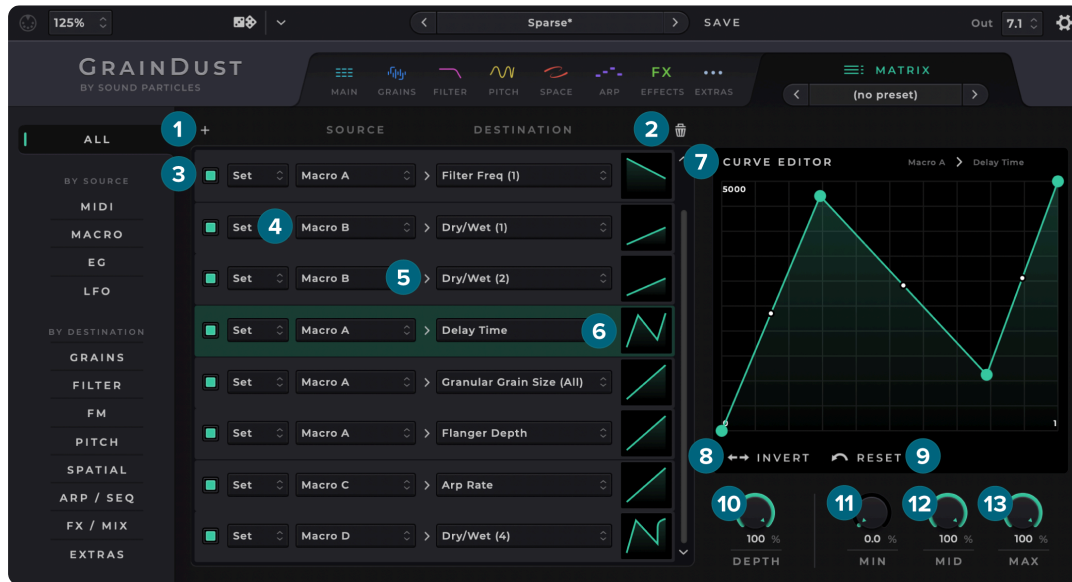 125%
Sparse*
SAVE
Out 7.1
GRAINDUST
BY SOUND PARTICLES
MAIN GRAINS FILTER PITCH SPACE ARP FX EFFECTS EXTRAS
MATRIX
(no preset)
ALL
BY SOURCE
MIDI
MACRO
EG
LFO
BY DESTINATION
GRAINS
FILTER
FM
PITCH
SPATIAL
ARP / SEQ
FX / MIX
EXTRAS
1 + SOURCE DESTINATION 2
3 Set Macro A > Filter Freq (1)
Set 4 Macro B > Dry/Wet (1)
Set Macro B 5 > Dry/Wet (2)
Set Macro A > Delay Time 6
Set Macro A > Granular Grain Size (All)
Set Macro A > Flanger Depth
Set Macro C > Arp Rate
Set Macro D > Dry/Wet (4)
7 CURVE EDITOR Macro A > Delay Time
5000
0 1
8 INVERT RESET 9
10 11 12 13
100 % 0.0 % 100 % 100 %
DEPTH MIN MID MAX